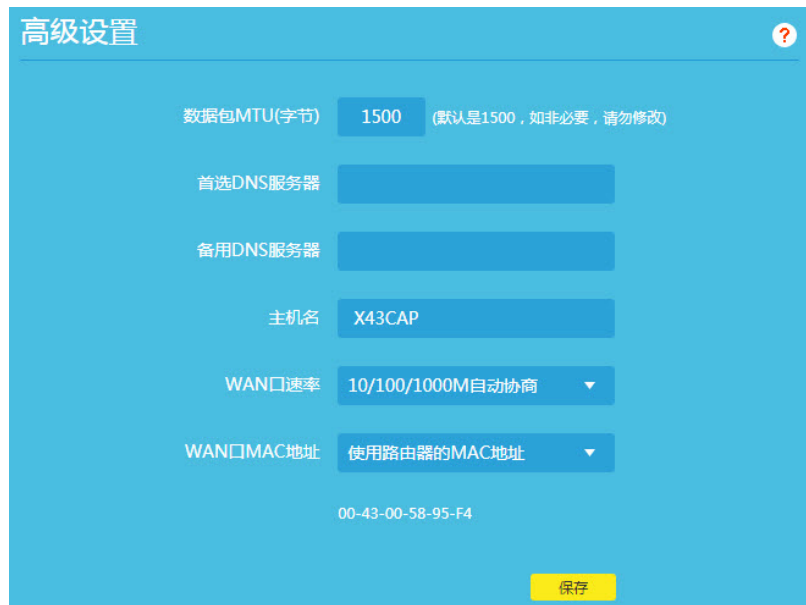 高级设置
?
数据包MTU(字节) 1500 (默认是1500，如非必要，请勿修改)
首选DNS服务器
备用DNS服务器
主机名 X43CAP
WAN口速率 10/100/1000M自动协商
WAN口MAC地址 使用路由器的MAC地址
00-43-00-58-95-F4
保存